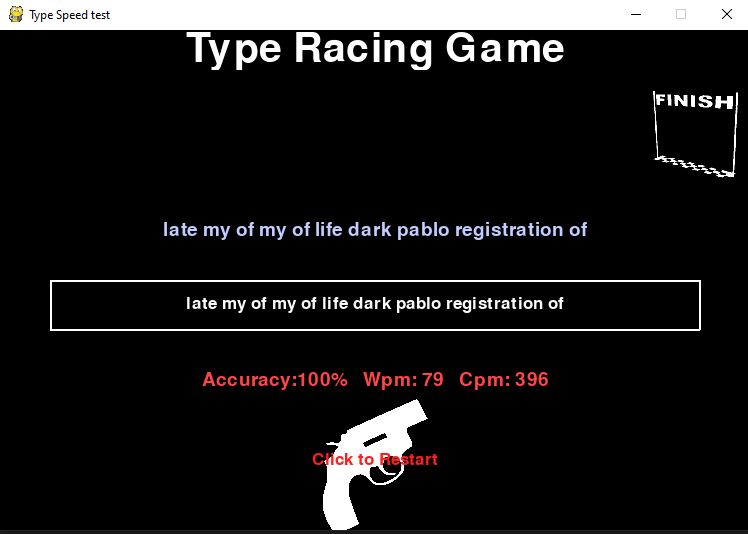 Type Speed test
Type Racing Game
FINISH
late my of my of life dark pablo registration of
late my of my of life dark pablo registration of
Accuracy:100% Wpm: 79 Cpm: 396
Click to Restart